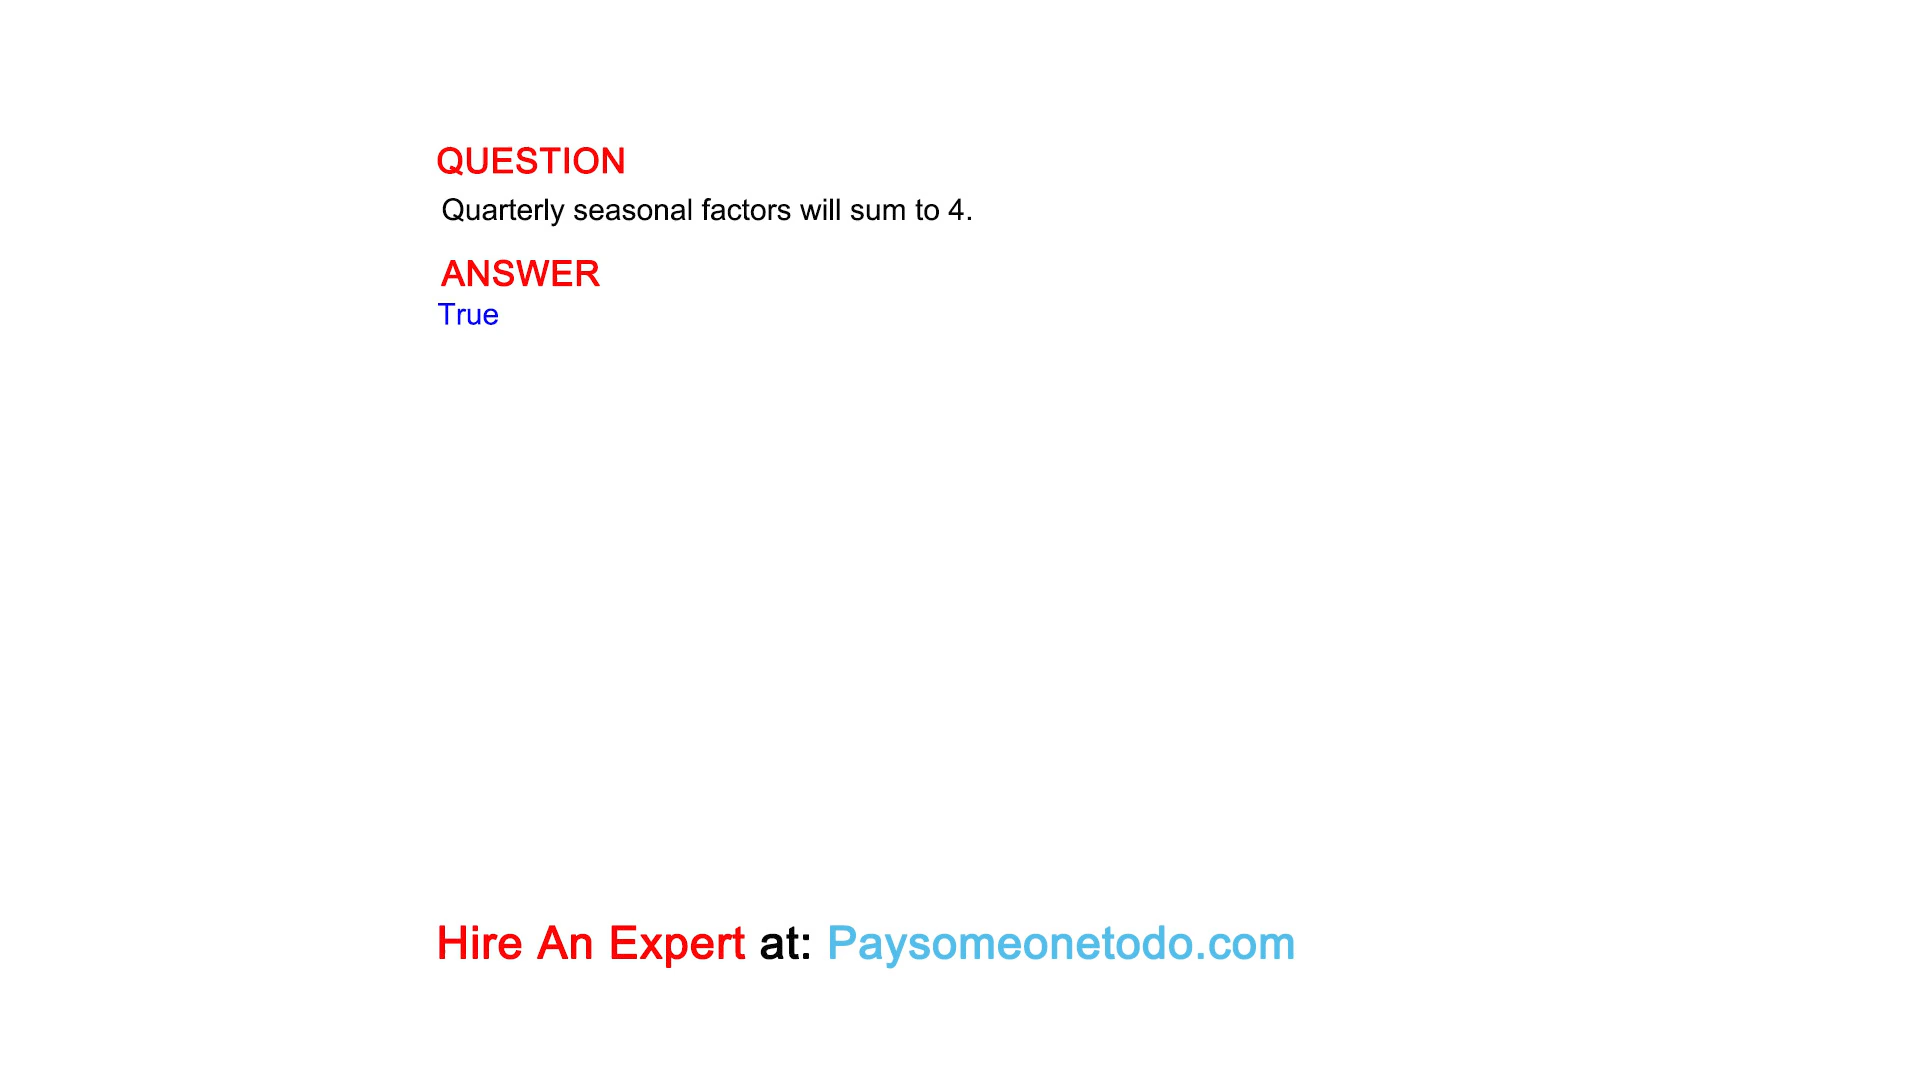 QUESTION
Quarterly seasonal factors will sum to 4.
ANSWER
True
Hire An Expert at: Paysomeonetodo.com